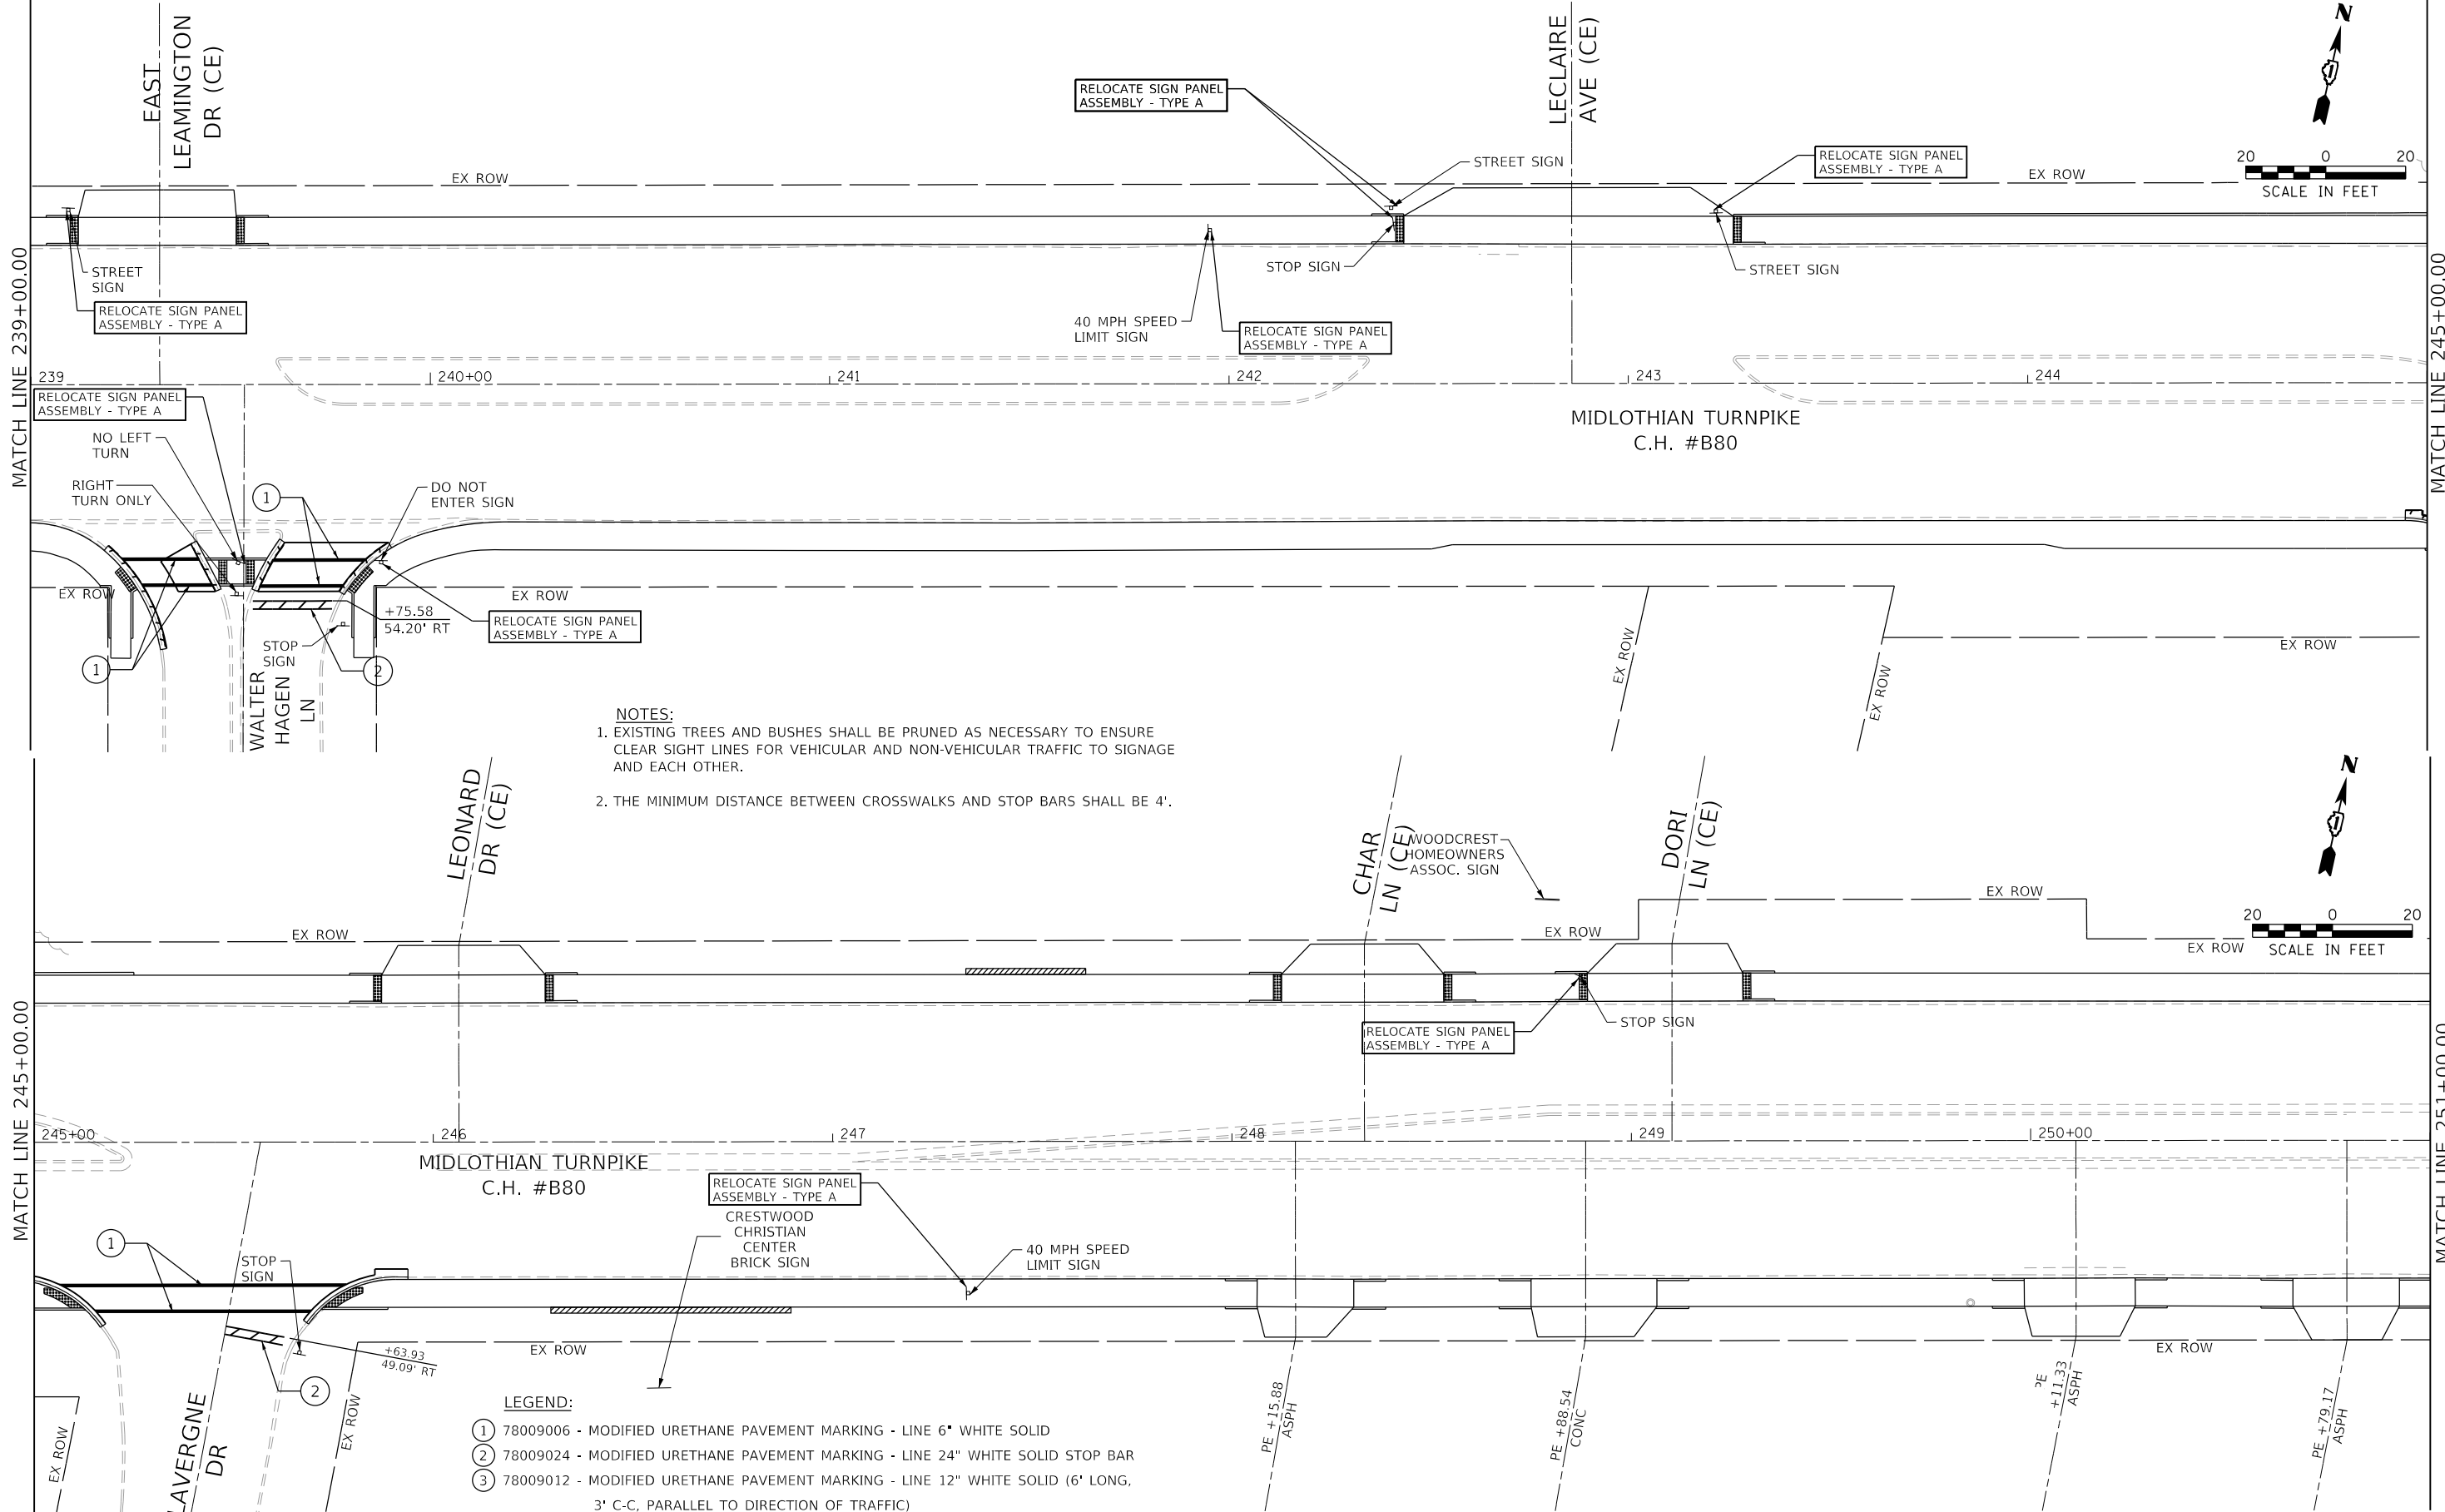 EAST
LEAMINGTON
DR (CE)
LECLAIRE
AVE (CE)
N
RELOCATE SIGN PANEL
ASSEMBLY - TYPE A
STREET SIGN
RELOCATE SIGN PANEL
ASSEMBLY - TYPE A
20 0 20
SCALE IN FEET
EX ROW
EX ROW
STREET
SIGN
RELOCATE SIGN PANEL
ASSEMBLY - TYPE A
STOP SIGN
STREET SIGN
40 MPH SPEED
LIMIT SIGN
RELOCATE SIGN PANEL
ASSEMBLY - TYPE A
MATCH LINE 239+00.00
MATCH LINE 245+00.00
239
240+00
241
242
243
244
RELOCATE SIGN PANEL
ASSEMBLY - TYPE A
MIDLOTHIAN TURNPIKE
C.H. #B80
NO LEFT
TURN
RIGHT
TURN ONLY
1
DO NOT
ENTER SIGN
EX ROW
EX ROW
+75.58
54.20' RT
RELOCATE SIGN PANEL
ASSEMBLY - TYPE A
STOP
SIGN
1
2
WALTER
HAGEN
LN
EX ROW
EX ROW
EX ROW
NOTES:
1. EXISTING TREES AND BUSHES SHALL BE PRUNED AS NECESSARY TO ENSURE
CLEAR SIGHT LINES FOR VEHICULAR AND NON-VEHICULAR TRAFFIC TO SIGNAGE
AND EACH OTHER.
2. THE MINIMUM DISTANCE BETWEEN CROSSWALKS AND STOP BARS SHALL BE 4'.
LEONARD
DR (CE)
CHAR
LN (CE)
WOODCREST
HOMEOWNERS
ASSOC. SIGN
DORI
LN (CE)
N
20 0 20
SCALE IN FEET
EX ROW
EX ROW
EX ROW
EX ROW
RELOCATE SIGN PANEL
ASSEMBLY - TYPE A
STOP SIGN
MATCH LINE 245+00.00
MATCH LINE 251+00.00
245+00
246
247
248
249
250+00
MIDLOTHIAN TURNPIKE
C.H. #B80
RELOCATE SIGN PANEL
ASSEMBLY - TYPE A
CRESTWOOD
CHRISTIAN
CENTER
BRICK SIGN
40 MPH SPEED
LIMIT SIGN
1
STOP
SIGN
+63.93
49.09' RT
2
EX ROW
EX ROW
EX ROW
EX ROW
LAVERGNE
DR
PE +15.88
ASPH
PE +88.54
CONC
PE +11.33
ASPH
PE +79.17
ASPH
LEGEND:
1 78009006 - MODIFIED URETHANE PAVEMENT MARKING - LINE 6" WHITE SOLID
2 78009024 - MODIFIED URETHANE PAVEMENT MARKING - LINE 24" WHITE SOLID STOP BAR
3 78009012 - MODIFIED URETHANE PAVEMENT MARKING - LINE 12" WHITE SOLID (6' LONG,
3' C-C, PARALLEL TO DIRECTION OF TRAFFIC)